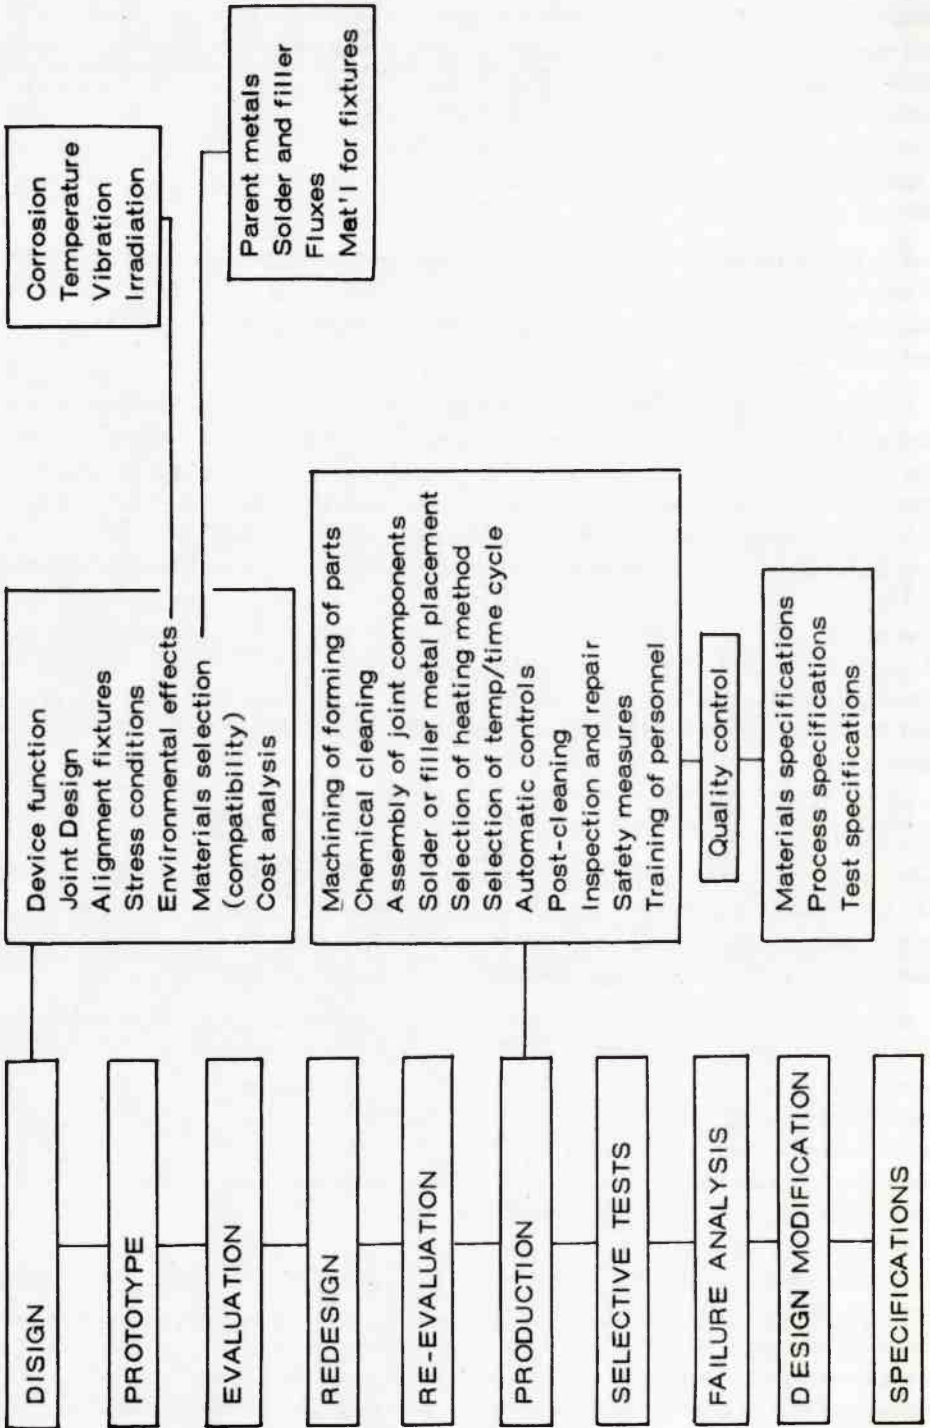 DISIGN
PROTOTYPE
EVALUATION
REDESIGN
RE-EVALUATION
PRODUCTION
SELECTIVE TESTS
FAILURE ANALYSIS
DESIGN MODIFICATION
SPECIFICATIONS
Device function
Joint Design
Alignment fixtures
Stress conditions
Environmental effects
Materials selection
(compatibility)
Cost analysis
Corrosion
Temperature
Vibration
Irradiation
Parent metals
Solder and filler
Fluxes
Mat'l for fixtures
Machining of forming of parts
Chemical cleaning
Assembly of joint components
Solder or filler metal placement
Selection of heating method
Selection of temp/time cycle
Automatic controls
Post-cleaning
Inspection and repair
Safety measures
Training of personnel
Quality control
Materials specifications
Process specifications
Test specifications